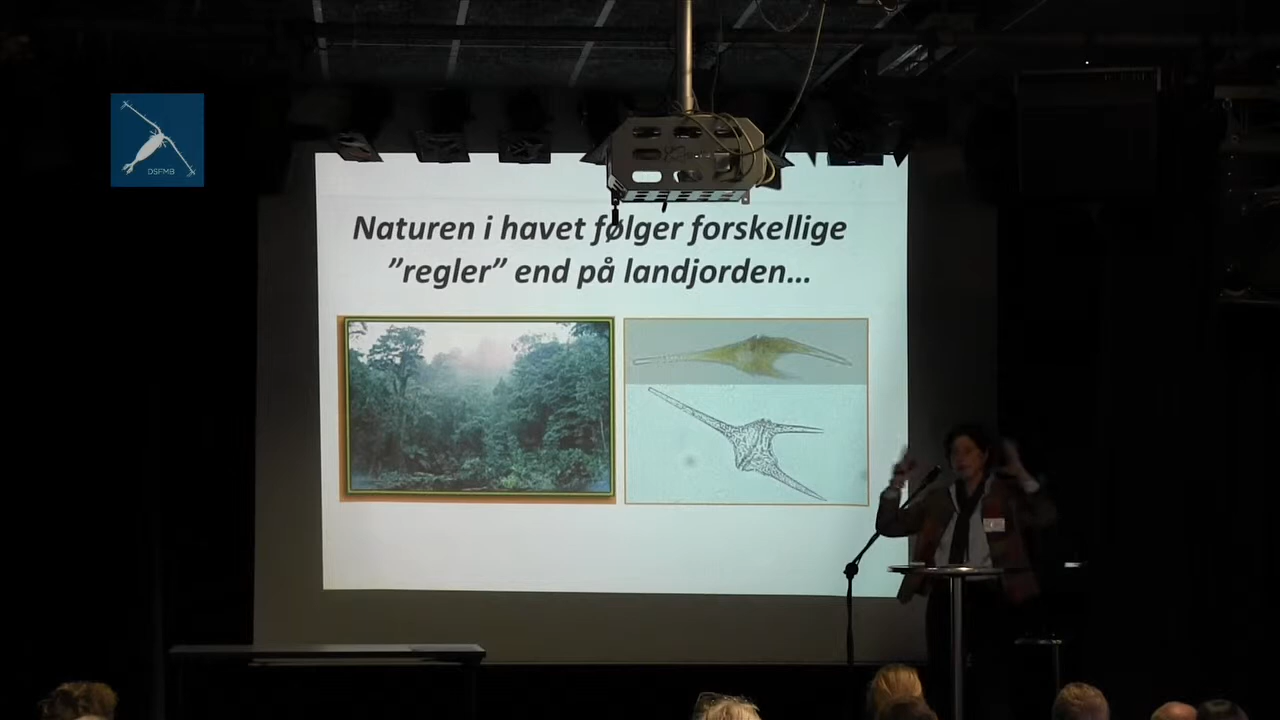 DSFMB
Naturen i havet følger forskellige
”regler” end på landjorden...